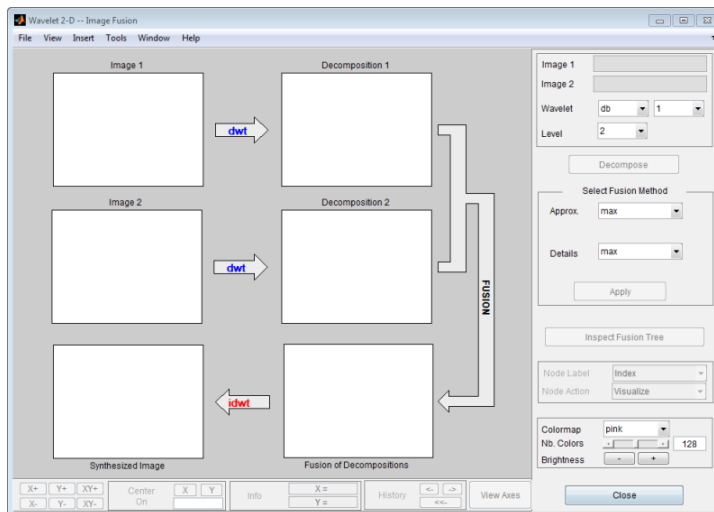 Wavelet 2-D -- Image Fusion
File View Insert Tools Window Help
Image 1
Decomposition 1
dwt
Image 2
Decomposition 2
dwt
FUSION
idwt
Synthesized Image
Fusion of Decompositions
Image 1
Image 2
Wavelet db 1
Level 2
Decompose
Select Fusion Method
Approx. max
Details max
Apply
Inspect Fusion Tree
Node Label Index
Node Action Visualize
Colormap pink
Nb. Colors 128
Brightness - +
X+ Y+ XY+
X- Y- XY-
Center On
X Y
Info
X =
Y =
History
<- ->
<<-
View Axes
Close